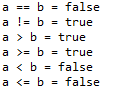 a == b = false
a != b = true
a > b = true
a >= b = true
a < b = false
a <= b = false